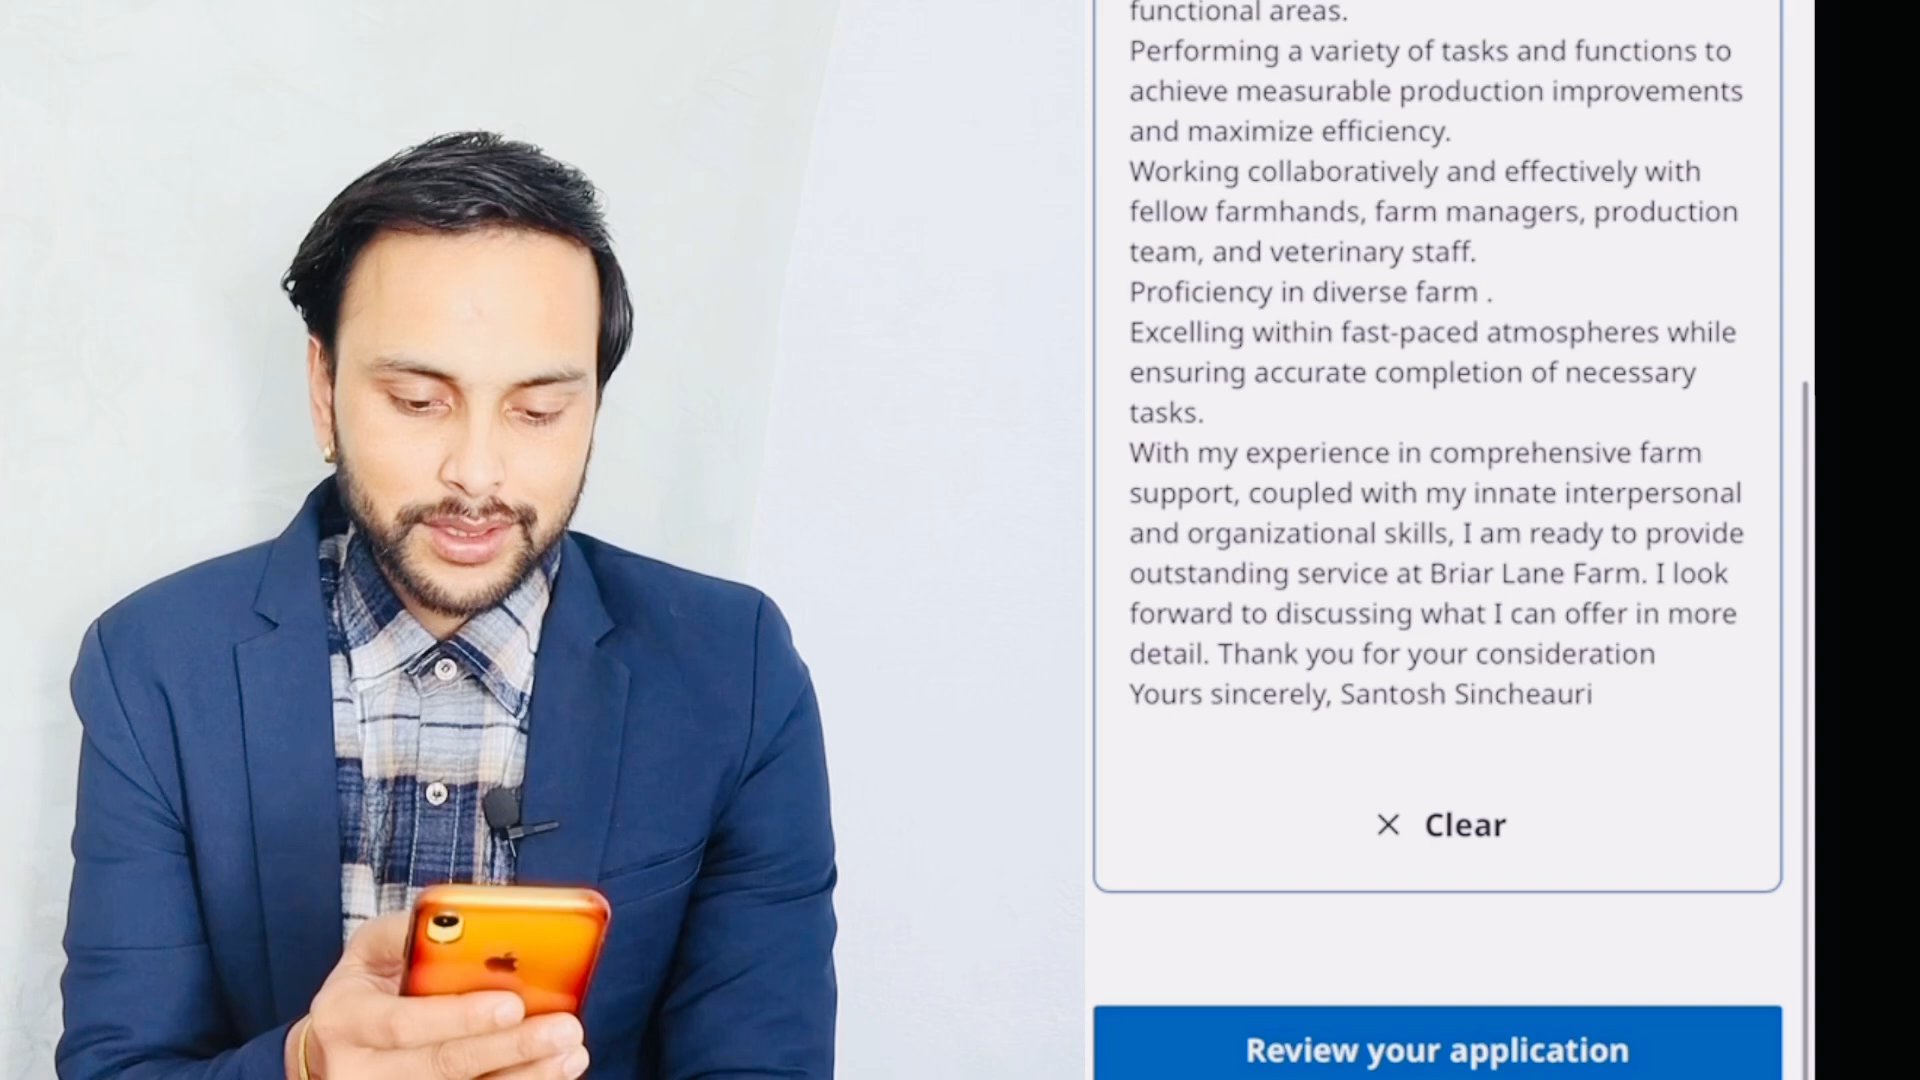 functional areas.
Performing a variety of tasks and functions to
achieve measurable production improvements
and maximize efficiency.
Working collaboratively and effectively with
fellow farmhands, farm managers, production
team, and veterinary staff.
Proficiency in diverse farm .
Excelling within fast-paced atmospheres while
ensuring accurate completion of necessary
tasks.
With my experience in comprehensive farm
support, coupled with my innate interpersonal
and organizational skills, I am ready to provide
outstanding service at Briar Lane Farm. I look
forward to discussing what I can offer in more
detail. Thank you for your consideration
Yours sincerely, Santosh Sincheauri
Clear
Review your application